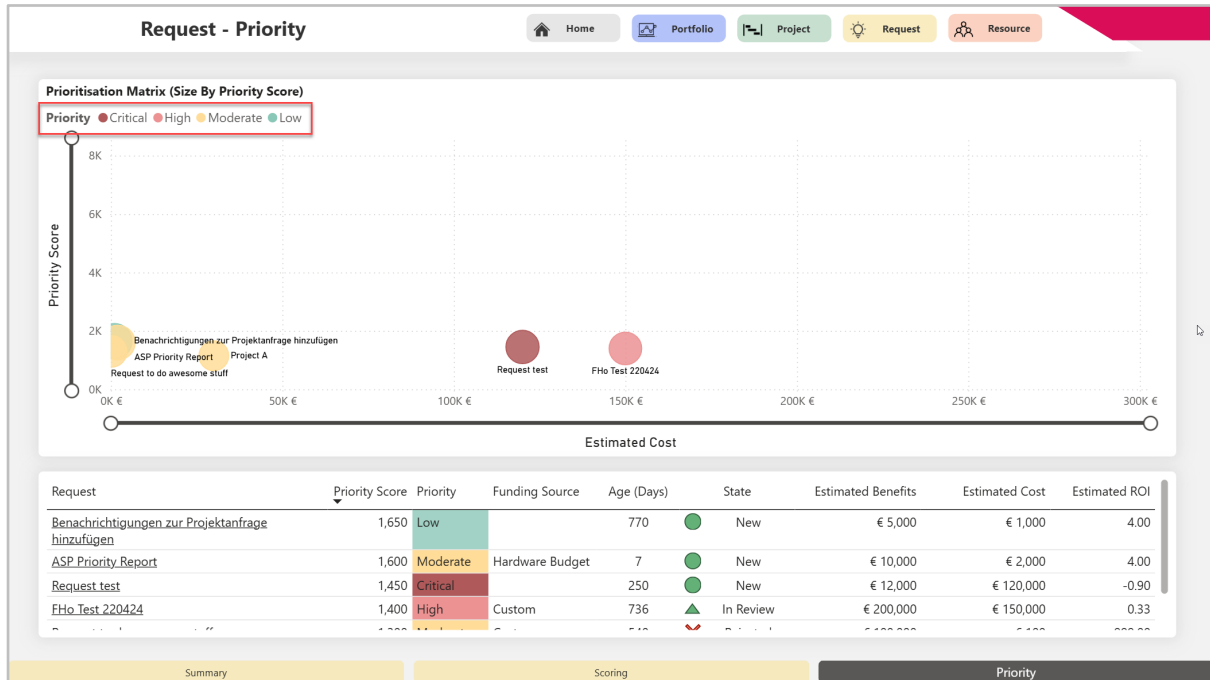 Request - Priority
Home
Portfolio
Project
Request
Resource
Prioritisation Matrix (Size By Priority Score)
Priority Critical High Moderate Low
Priority Score
8K
6K
4K
2K
0K
Benachrichtigungen zur Projektanfrage hinzufügen
ASP Priority Report
Project A
Request to do awesome stuff
Request test
FHo Test 220424
0K € 50K € 100K € 150K € 200K € 250K € 300K €
Estimated Cost
Request Priority Score Priority Funding Source Age (Days) State Estimated Benefits Estimated Cost Estimated ROI
Benachrichtigungen zur Projektanfrage
hinzufügen
1,650 Low 770 New € 5,000 € 1,000 4.00
ASP Priority Report 1,600 Moderate Hardware Budget 7 New € 10,000 € 2,000 4.00
Request test 1,450 Critical 250 New € 12,000 € 120,000 -0.90
FHo Test 220424 1,400 High Custom 736 In Review € 200,000 € 150,000 0.33
Summary
Scoring
Priority